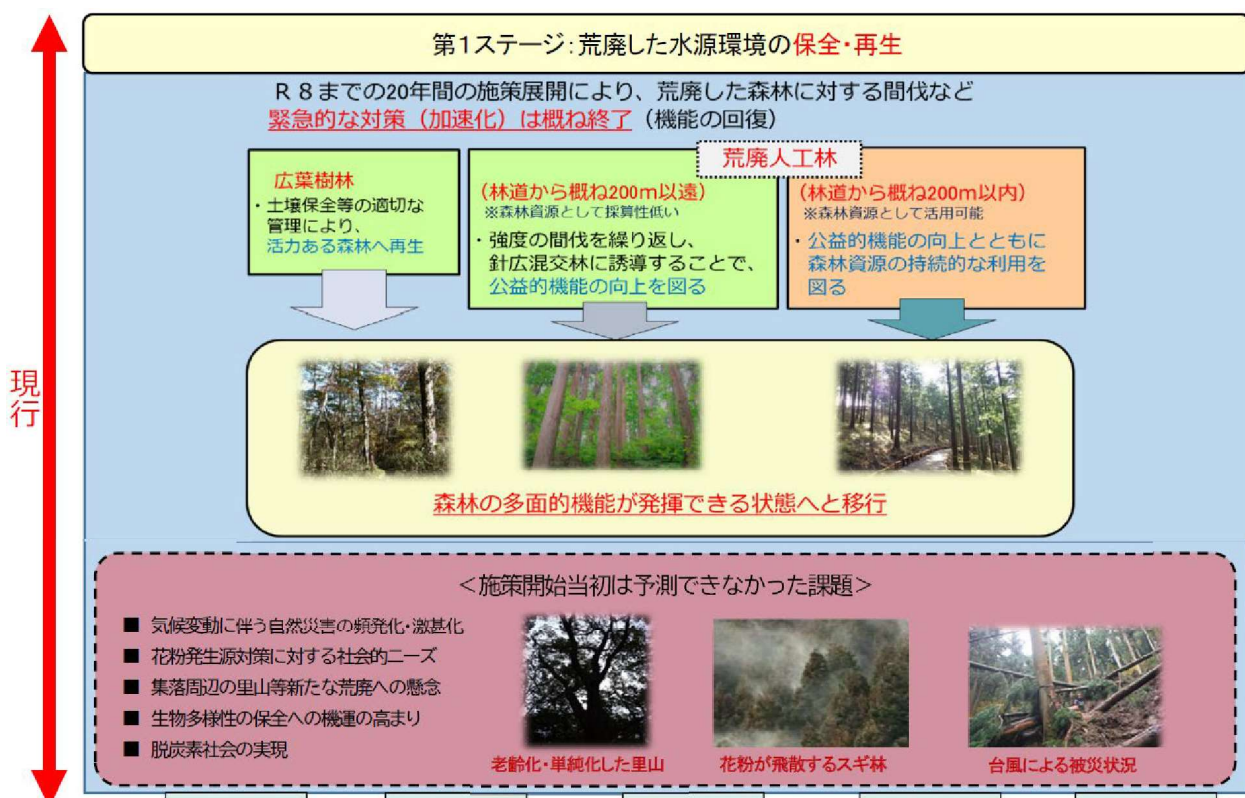 第1ステージ：荒廃した水源環境の保全・再生
R8までの20年間の施策展開により、荒廃した森林に対する間伐など
緊急的な対策（加速化）は概ね終了（機能の回復）
荒廃人工林
広葉樹林
・土壌保全等の適切な
管理により、
活力ある森林へ再生
（林道から概ね200m以遠）
※森林資源として採算性低い
・強度の間伐を繰り返し、
針広混交林に誘導することで、
公益的機能の向上を図る
（林道から概ね200m以内）
※森林資源として活用可能
・公益的機能の向上とともに
森林資源の持続的な利用を
図る
現行
森林の多面的機能が発揮できる状態へと移行
＜施策開始当初は予測できなかった課題＞
■ 気候変動に伴う自然災害の頻発化・激甚化
■ 花粉発生源対策に対する社会的ニーズ
■ 集落周辺の里山等新たな荒廃への懸念
■ 生物多様性の保全への機運の高まり
■ 脱炭素社会の実現
老齢化・単純化した里山
花粉が飛散するスギ林
台風による被災状況